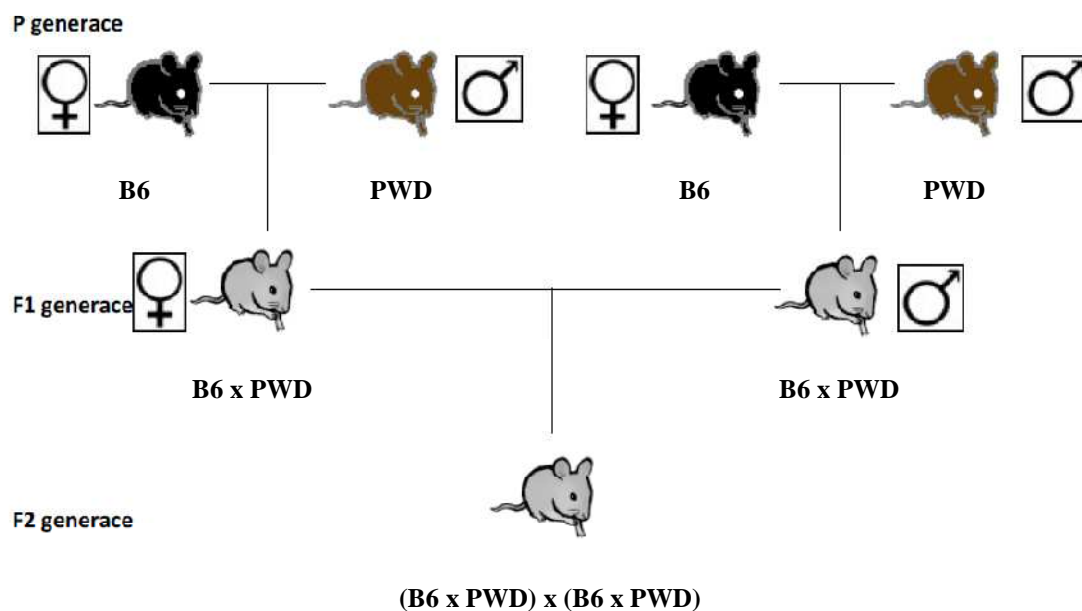 P generace
B6
PWD
B6
PWD
F1 generace
B6 x PWD
B6 x PWD
F2 generace
(B6 x PWD) x (B6 x PWD)